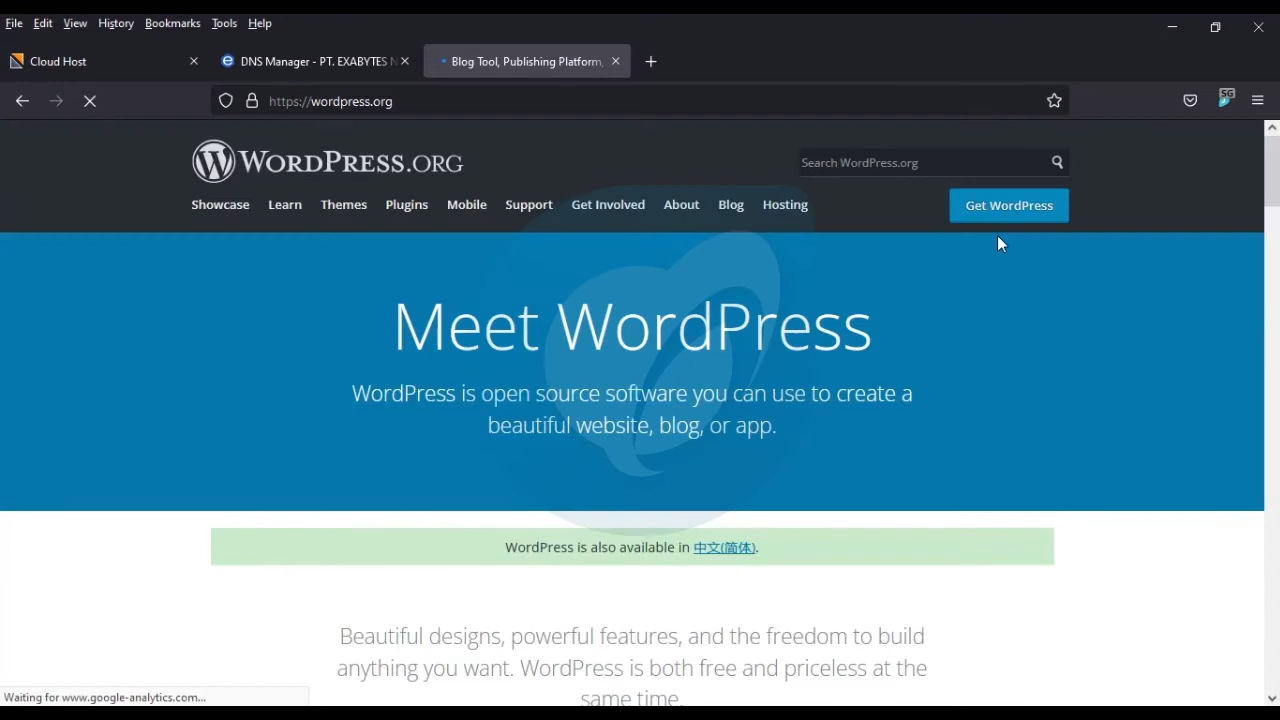 File Edit View History Bookmarks Tools Help
Cloud Host
DNS Manager - PT. EXABYTES N
Blog Tool, Publishing Platform,
https://wordpress.org
SG
WORDPRESS.ORG
Search WordPress.org
Showcase Learn Themes Plugins Mobile Support Get Involved About Blog Hosting
Get WordPress
Meet WordPress
WordPress is open source software you can use to create a
beautiful website, blog, or app.
WordPress is also available in 中文(简体).
Beautiful designs, powerful features, and the freedom to build
anything you want. WordPress is both free and priceless at the
same time.
Waiting for www.google-analytics.com...